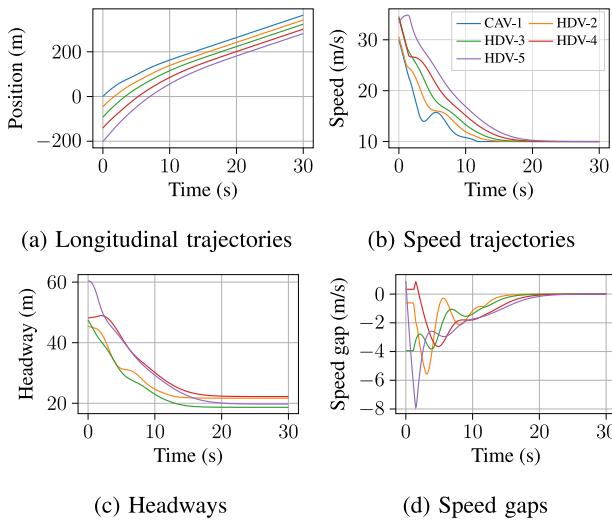 Position (m)
200
0
−200
0 10 20 30
Time (s)
(a) Longitudinal trajectories
Speed (m/s)
30
20
10
0 10 20 30
Time (s)
CAV-1 HDV-2
HDV-3 HDV-4
HDV-5
(b) Speed trajectories
Headway (m)
60
40
20
0 10 20 30
Time (s)
(c) Headways
Speed gap (m/s)
0
−2
−4
−6
−8
0 10 20 30
Time (s)
(d) Speed gaps